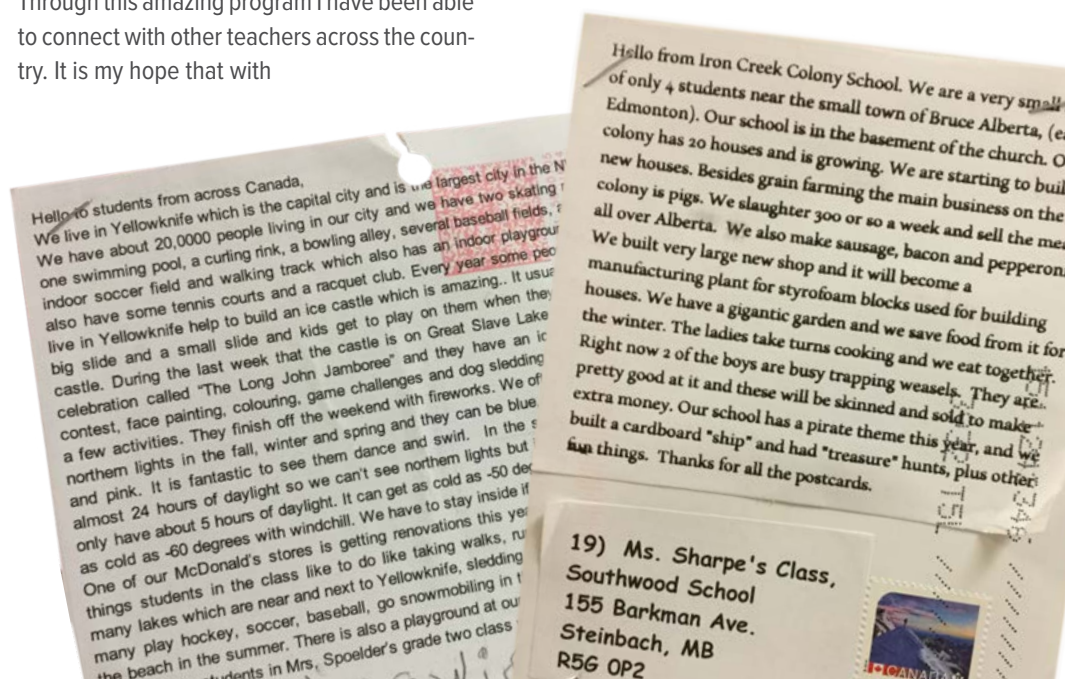 Through this amazing program I have been able
to connect with other teachers across the coun-
try. It is my hope that with
Hello to students from across Canada,
We live in Yellowknife which is the capital city and is the largest city in the
We have about 20,0000 people living in our city and we have two skating
one swimming pool, a curling rink, a bowling alley, several baseball fields,
indoor soccer field and walking track which also has an indoor
also have some tennis courts and a racquet club. Every year some
live in Yellowknife help to build an ice castle which is amazing.. It
big slide and a small slide and kids get to play on them when they
castle. During the last week that the castle is on Great Slave Lake
celebration called "The Long John Jamboree" and they have an
contest, face painting, colouring, game challenges and dog sledding
a few activities. They finish off the weekend with fireworks. We
northern lights in the fall, winter and spring and they can be blue
and pink. It is fantastic to see them dance and swirl. In the
almost 24 hours of daylight so we can't see northern lights but
only have about 5 hours of daylight. It can get as cold as -50
as cold as -60 degrees with windchill. We have to stay inside if
One of our McDonald's stores is getting renovations this
things students in the class like to do like taking walks,
many lakes which are near and next to Yellowknife, sledding
many play hockey, soccer, baseball, go snowmobiling in
the beach in the summer. There is also a playground at our
students in Mrs. Spoelder's grade two class
Hello from Iron Creek Colony School. We are a very small
of only 4 students near the small town of Bruce Alberta,
Edmonton). Our school is in the basement of the church.
colony has 20 houses and is growing. We are starting to
new houses. Besides grain farming the main business on the
colony is pigs. We slaughter 300 or so a week and sell the
all over Alberta. We also make sausage, bacon and
We built very large new shop and it will become a
manufacturing plant for styrofoam blocks used for building
houses. We have a gigantic garden and we save food from it for
the winter. The ladies take turns cooking and we eat together.
Right now 2 of the boys are busy trapping weasels. They are
pretty good at it and these will be skinned and sold to make
extra money. Our school has a pirate theme this year, and we
built a cardboard "ship" and had "treasure" hunts, plus other
fun things. Thanks for all the postcards.
19) Ms. Sharpe's Class,
Southwood School
155 Barkman Ave.
Steinbach, MB
R5G 0P2
CANADA